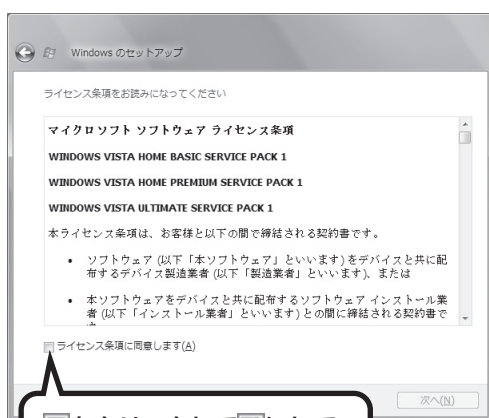 Windows のセットアップ
ライセンス条項をお読みになってください
マイクロソフト ソフトウェア ライセンス条項
WINDOWS VISTA HOME BASIC SERVICE PACK 1
WINDOWS VISTA HOME PREMIUM SERVICE PACK 1
WINDOWS VISTA ULTIMATE SERVICE PACK 1
本ライセンス条項は、お客様と以下の間で締結される契約書です。
• ソフトウェア (以下「本ソフトウェア」といいます) をデバイスと共に配
布するデバイス製造業者 (以下「製造業者」といいます)、または
• 本ソフトウェアをデバイスと共に配布するソフトウェア インストール業
者 (以下「インストール業者」といいます) との間に締結される契約書で
ライセンス条項に同意します(A)
次へ(N)